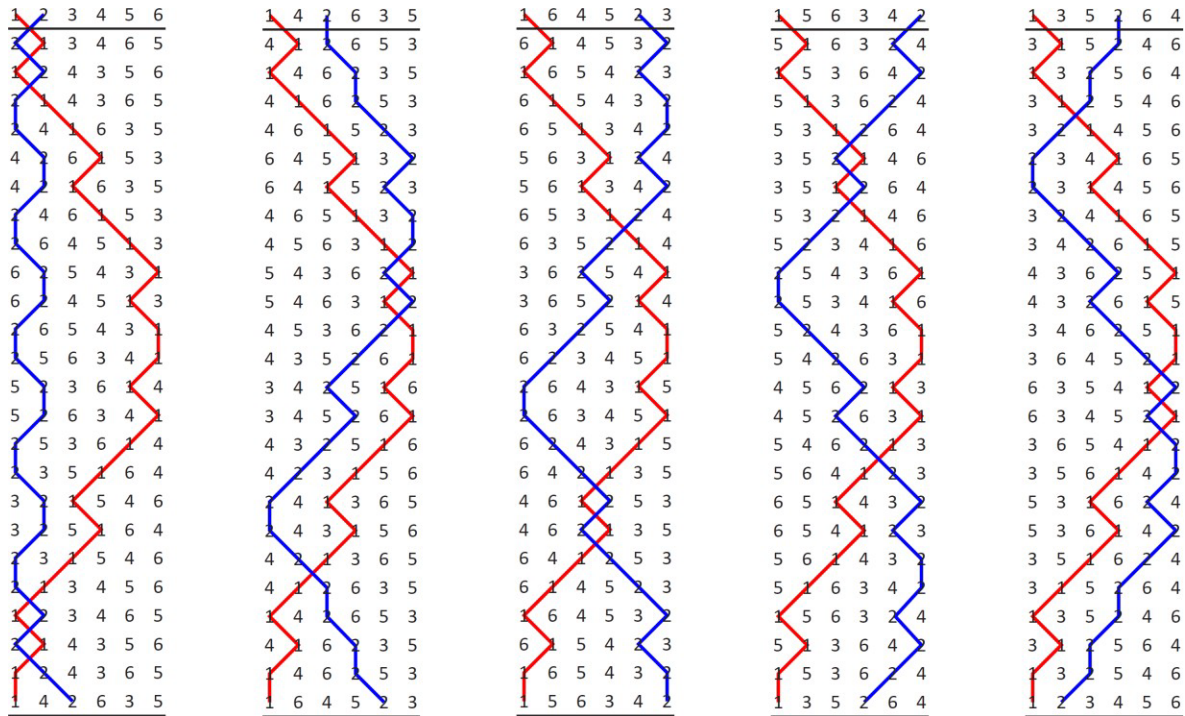 1 2 3 4 5 6
2 1 3 4 6 5
1 2 4 3 5 6
2 1 4 3 6 5
2 4 1 6 3 5
4 2 6 1 5 3
4 2 1 6 3 5
2 4 6 1 5 3
2 6 4 5 1 3
6 2 5 4 3 1
6 2 4 5 1 3
2 6 5 4 3 1
2 5 6 3 4 1
5 2 3 6 1 4
5 2 6 3 4 1
2 5 3 6 1 4
2 3 5 1 6 4
3 2 1 5 4 6
3 2 5 1 6 4
2 3 1 5 4 6
2 1 3 4 5 6
1 2 3 4 6 5
2 1 4 3 5 6
1 2 4 3 6 5
1 4 2 6 3 5
1 4 2 6 3 5
4 1 2 6 5 3
1 4 6 2 3 5
4 1 6 2 5 3
4 6 1 5 2 3
6 4 5 1 3 2
6 4 1 5 2 3
4 6 5 1 3 2
4 5 6 3 1 2
5 4 3 6 2 1
5 4 6 3 1 2
4 5 3 6 2 1
4 3 5 2 6 1
3 4 2 5 1 6
3 4 5 2 6 1
4 3 2 5 1 6
4 2 3 1 5 6
2 4 1 3 6 5
2 4 3 1 5 6
4 2 1 3 6 5
4 1 2 6 3 5
1 4 2 6 5 3
4 1 6 2 3 5
1 4 6 2 5 3
1 6 4 5 2 3
1 6 4 5 2 3
6 1 4 5 3 2
1 6 5 4 2 3
6 1 5 4 3 2
6 5 1 3 4 2
5 6 3 1 2 4
5 6 1 3 4 2
6 5 3 1 2 4
6 3 5 2 1 4
3 6 2 5 4 1
3 6 5 2 1 4
6 3 2 5 4 1
6 2 3 4 5 1
2 6 4 3 1 5
2 6 3 4 5 1
6 2 4 3 1 5
6 4 2 1 3 5
4 6 1 2 5 3
4 6 2 1 3 5
6 4 1 2 5 3
6 1 4 5 2 3
1 6 4 5 3 2
6 1 5 4 2 3
1 6 5 4 3 2
1 5 6 3 4 2
1 5 6 3 4 2
5 1 6 3 2 4
1 5 3 6 4 2
5 1 3 6 2 4
5 3 1 2 6 4
3 5 2 1 4 6
3 5 1 2 6 4
5 3 2 1 4 6
5 2 3 4 1 6
2 5 4 3 6 1
2 5 3 4 1 6
5 2 4 3 6 1
5 4 2 6 3 1
4 5 6 2 1 3
4 5 2 6 3 1
5 4 6 2 1 3
5 6 4 1 2 3
6 5 1 4 3 2
6 5 4 1 2 3
5 6 1 4 3 2
5 1 6 3 4 2
1 5 6 3 2 4
5 1 3 6 4 2
1 5 3 6 2 4
1 3 5 2 6 4
1 3 5 2 6 4
3 1 5 2 4 6
1 3 2 5 6 4
3 1 2 5 4 6
3 2 1 4 5 6
2 3 4 1 6 5
2 3 1 4 5 6
3 2 4 1 6 5
3 4 2 6 1 5
4 3 6 2 5 1
4 3 2 6 1 5
3 4 6 2 5 1
3 6 4 5 2 1
6 3 5 4 1 2
6 3 4 5 2 1
3 6 5 4 1 2
3 5 6 1 4 2
5 3 1 6 2 4
5 3 6 1 4 2
3 5 1 6 2 4
3 1 5 2 6 4
1 3 5 2 4 6
3 1 2 5 6 4
1 3 2 5 4 6
1 2 3 4 5 6